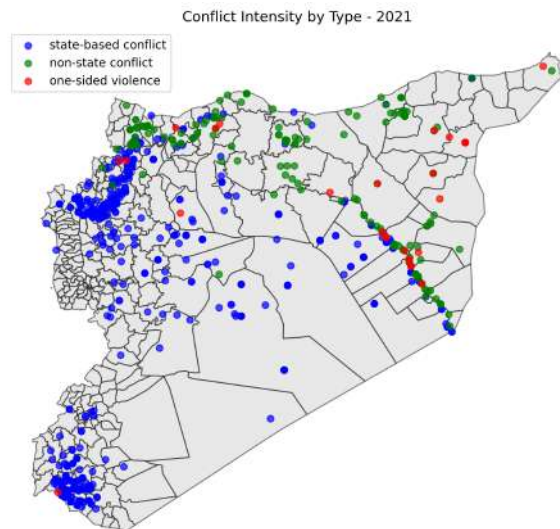 Conflict Intensity by Type - 2021
state-based conflict
non-state conflict
one-sided violence